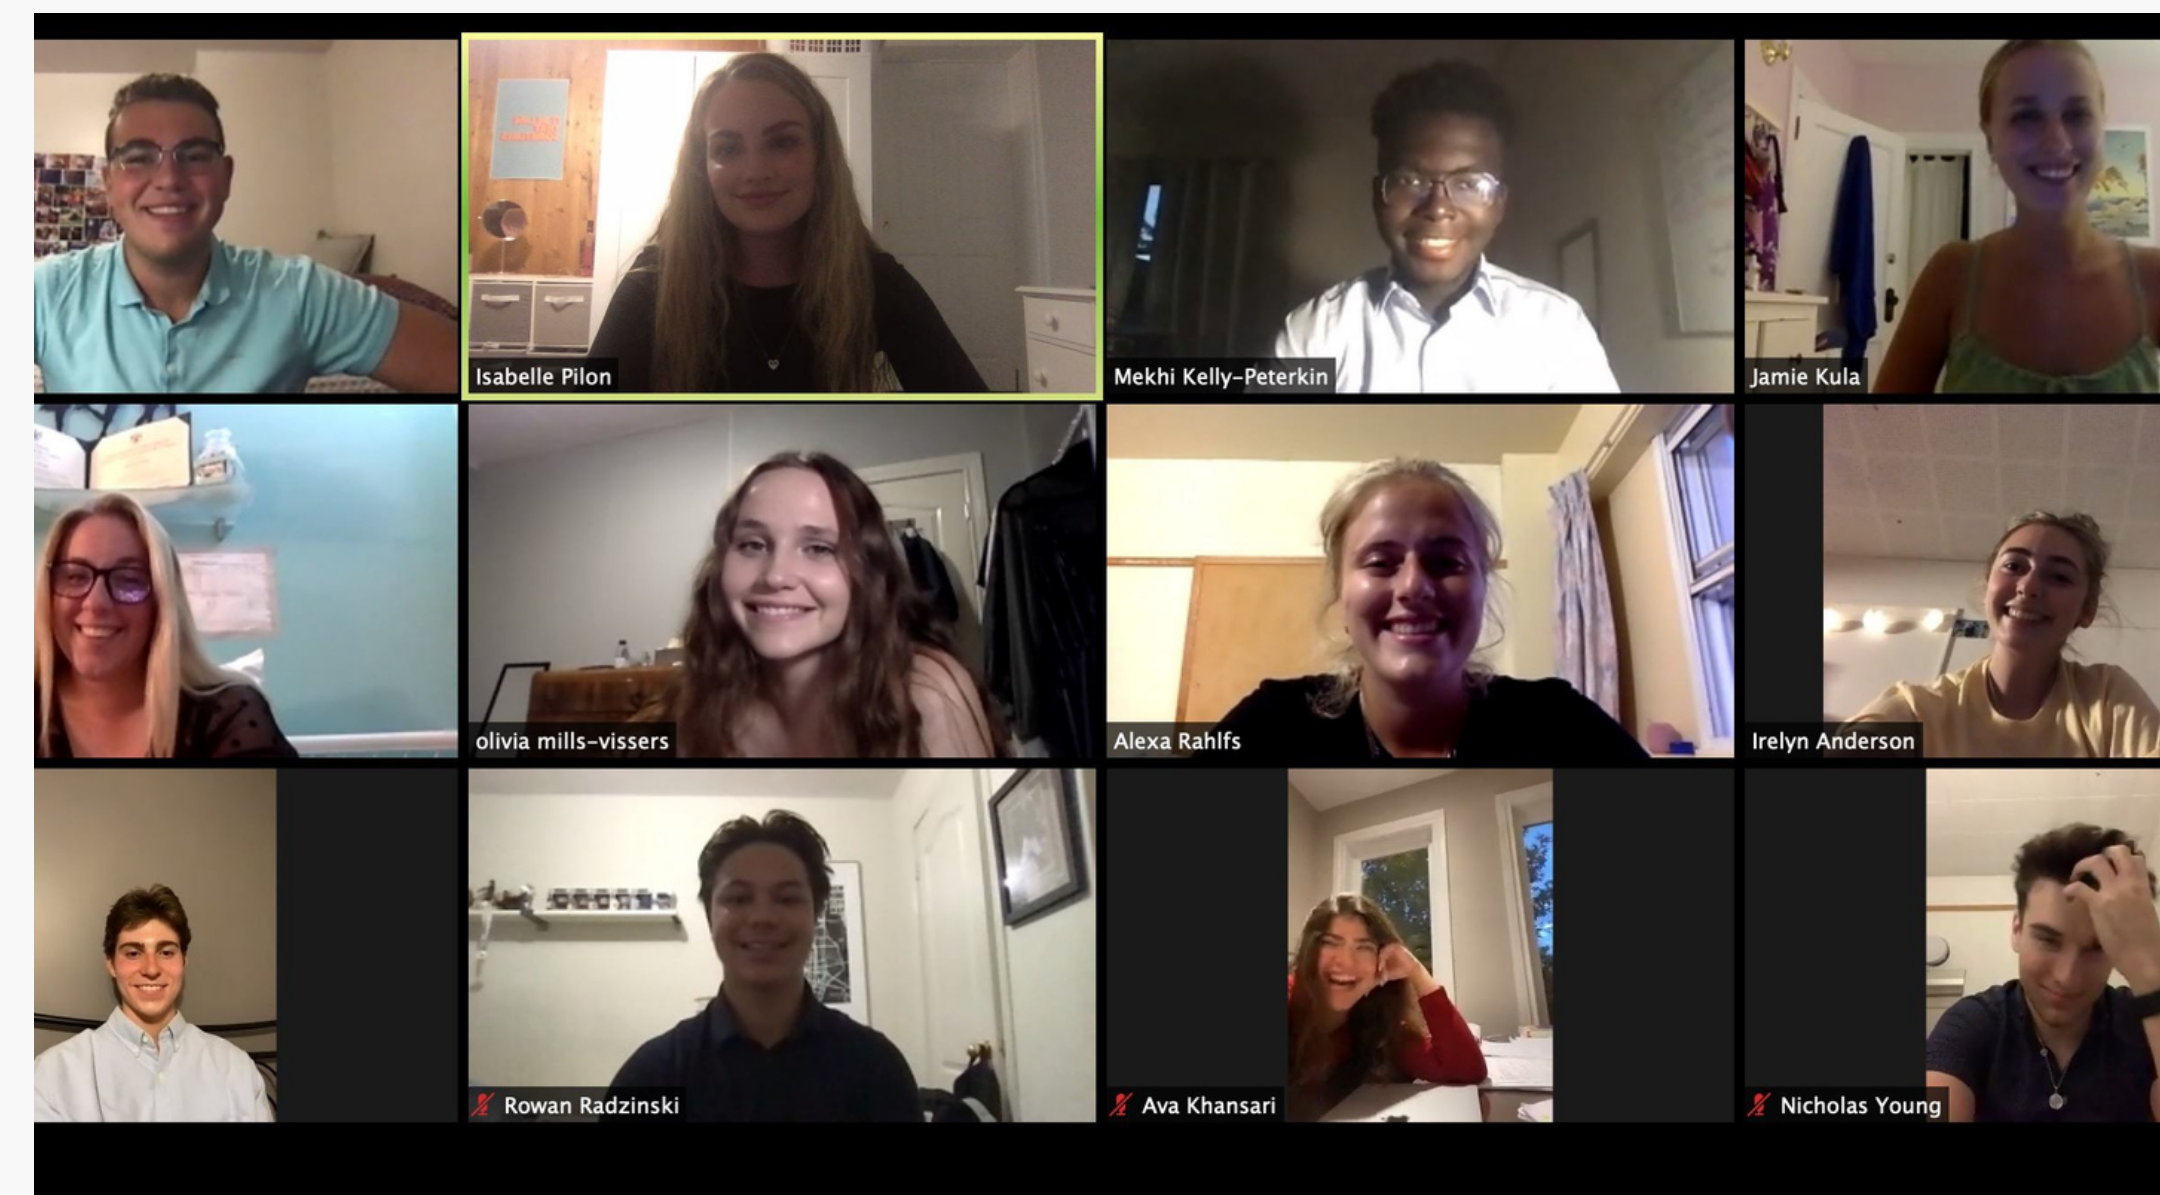 Isabelle Pilon
Mekhi Kelly-Peterkin
Jamie Kula
olivia mills-vissers
Alexa Rahlfs
Irelyn Anderson
Rowan Radzinski
Ava Khansari
Nicholas Young